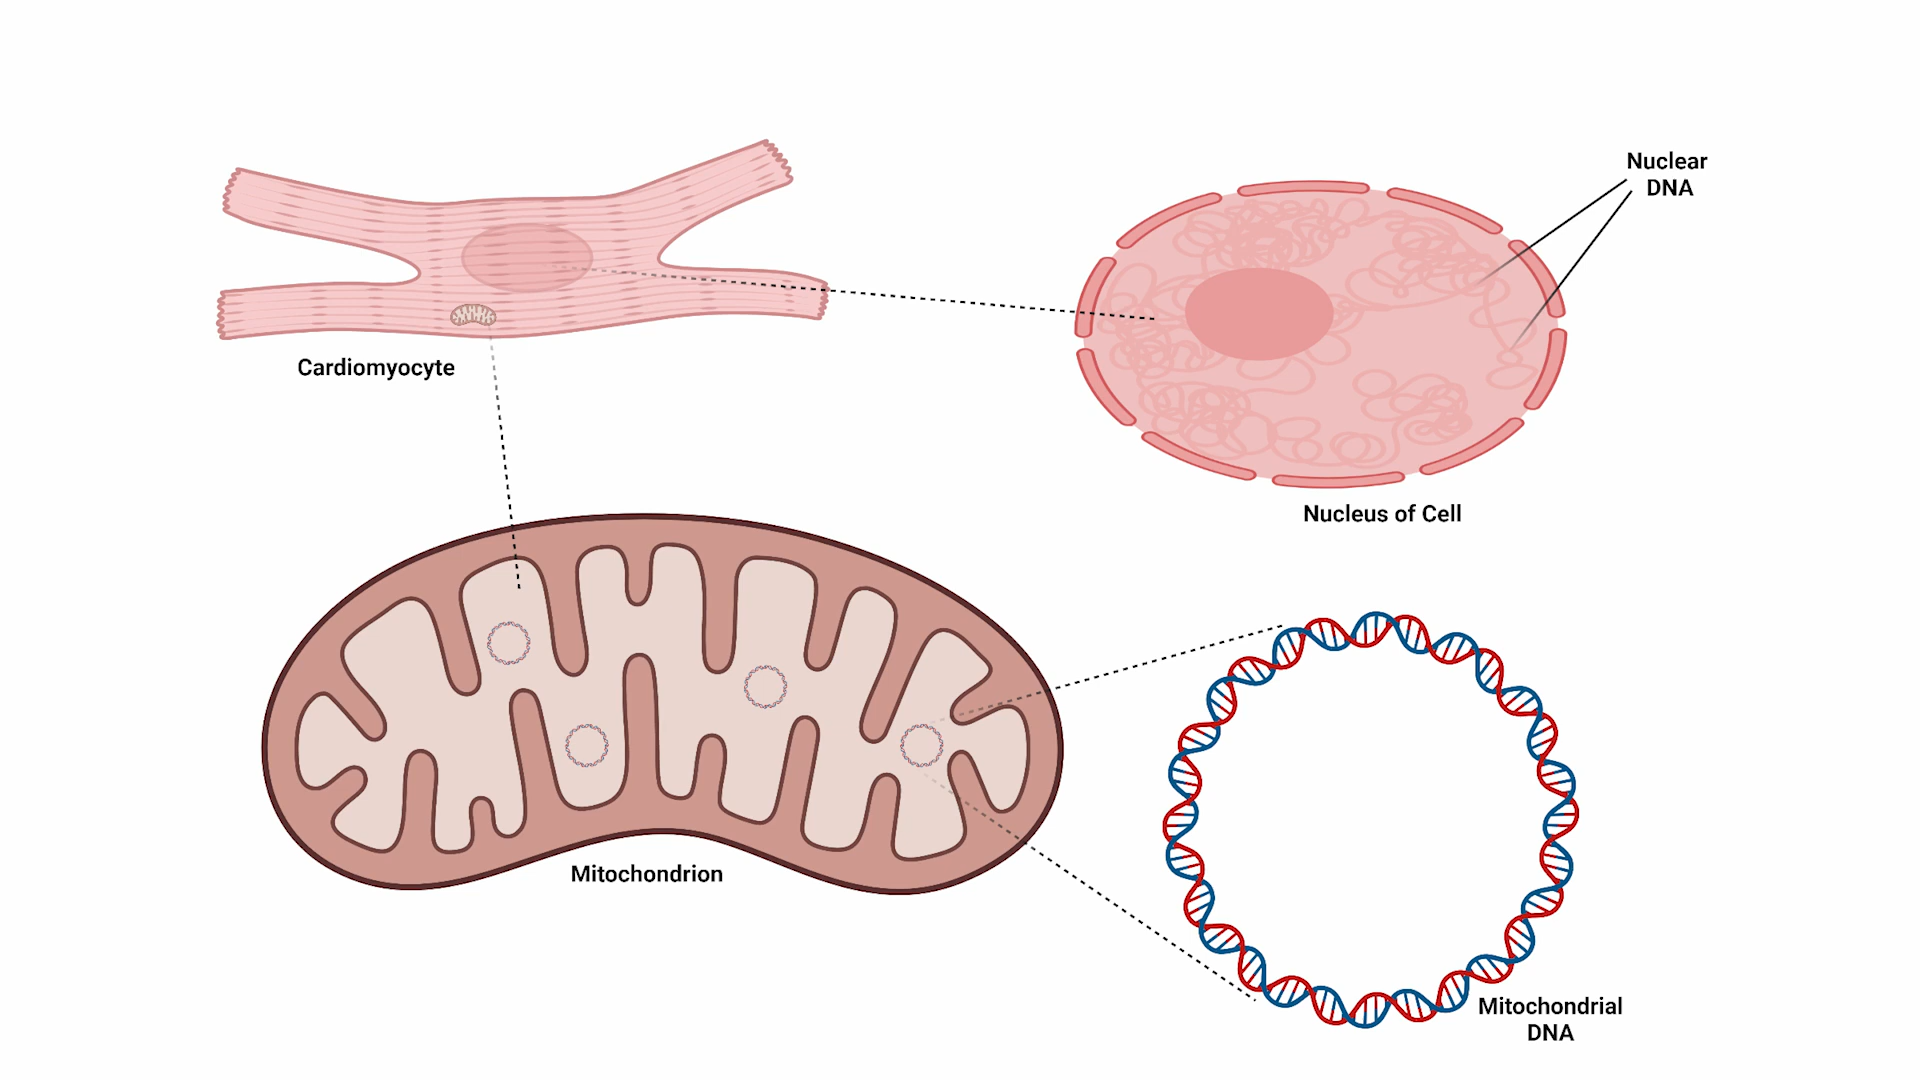 Nuclear
DNA
Cardiomyocyte
Nucleus of Cell
Mitochondrion
Mitochondrial
DNA